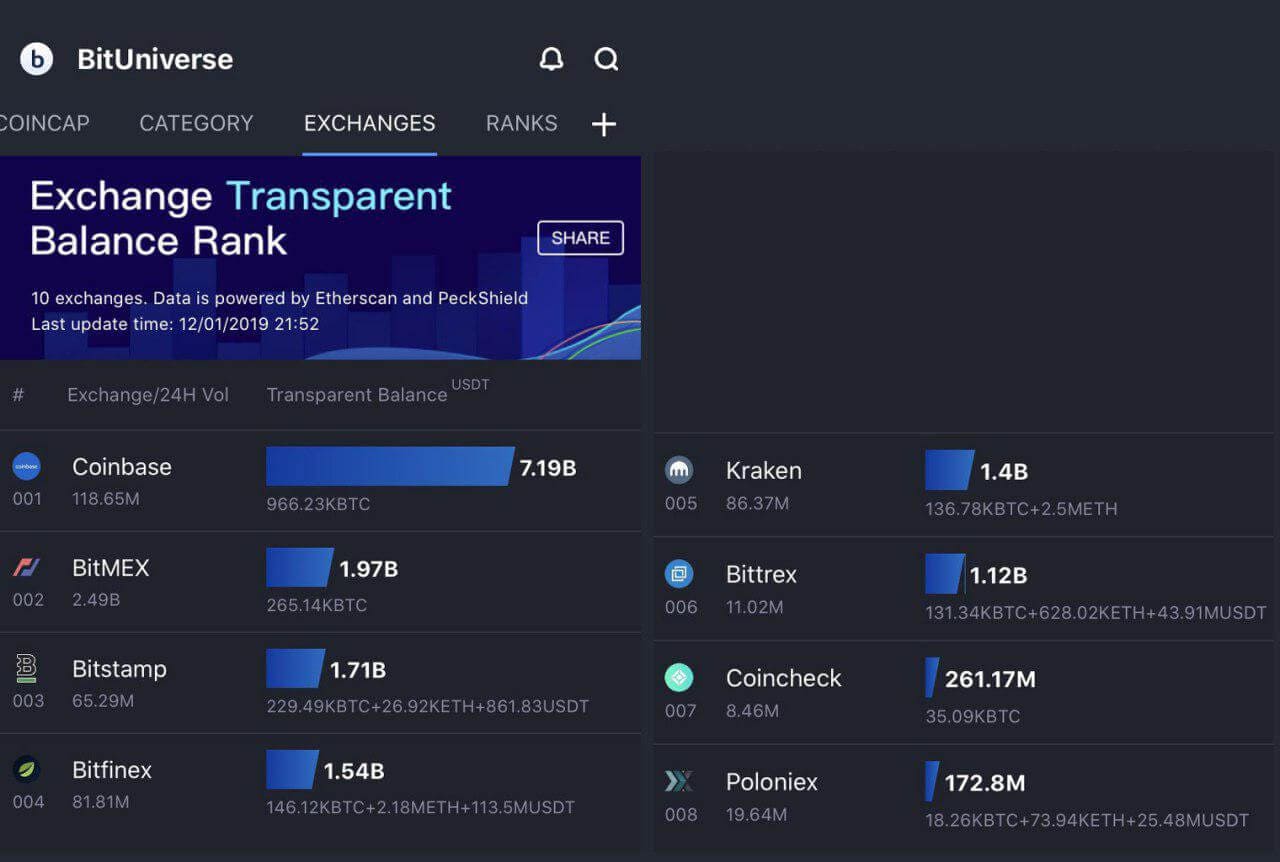 b BitUniverse
COINCAP CATEGORY EXCHANGES RANKS +
Exchange Transparent
Balance Rank
SHARE
10 exchanges. Data is powered by Etherscan and PeckShield
Last update time: 12/01/2019 21:52
# Exchange/24H Vol Transparent Balance USDT
coinbase Coinbase 7.19B
001 118.65M 966.23KBTC
BitMEX 1.97B
002 2.49B 265.14KBTC
Bitstamp 1.71B
003 65.29M 229.49KBTC+26.92KETH+861.83USDT
Bitfinex 1.54B
004 81.81M 146.12KBTC+2.18METH+113.5MUSDT
Kraken 1.4B
005 86.37M 136.78KBTC+2.5METH
Bittrex 1.12B
006 11.02M 131.34KBTC+628.02KETH+43.91MUSDT
Coincheck 261.17M
007 8.46M 35.09KBTC
Poloniex 172.8M
008 19.64M 18.26KBTC+73.94KETH+25.48MUSDT